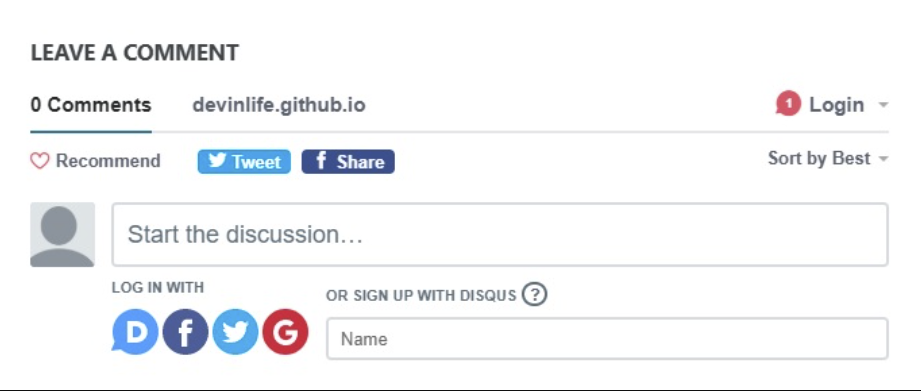 LEAVE A COMMENT
0 Comments devinlife.github.io 1 Login
Recommend Tweet f Share Sort by Best
Start the discussion…
LOG IN WITH
OR SIGN UP WITH DISQUS ?
D f G
Name